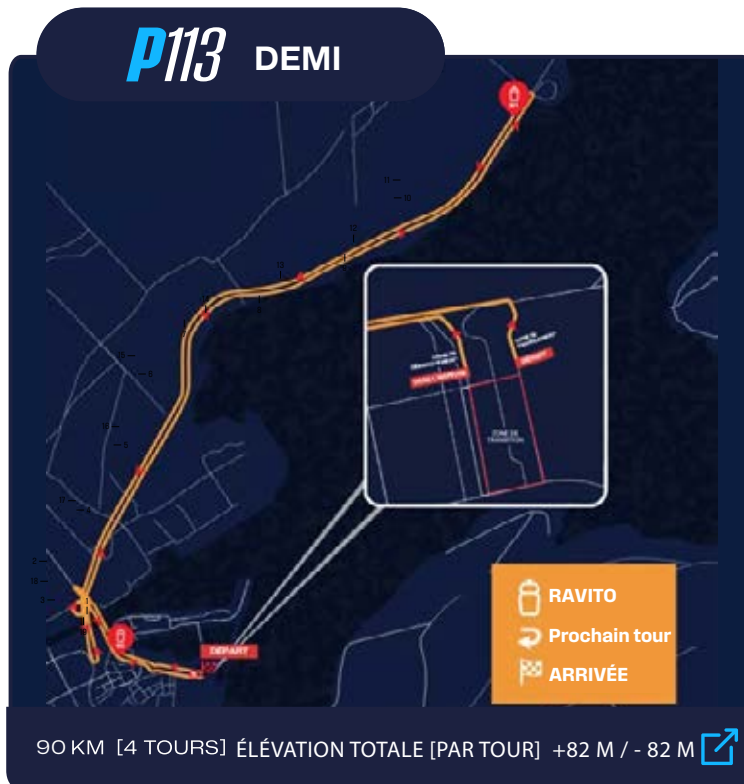 P113 DEMI
DÉPART
DÉPART
ZONE DE
TRANSITION
RAVITO
Prochain tour
ARRIVÉE
90 KM [4 TOURS] ÉLÉVATION TOTALE [PAR TOUR] +82 M / - 82 M